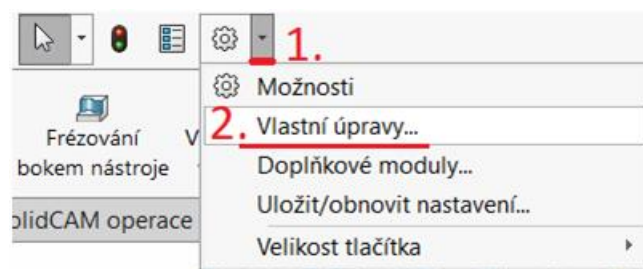 1.
Možnosti
2. Vlastní úpravy...
Frézování V
bokem nástroje
Doplňkové moduly...
Uložit/obnovit nastavení...
olidCAM operace
Velikost tlačítka